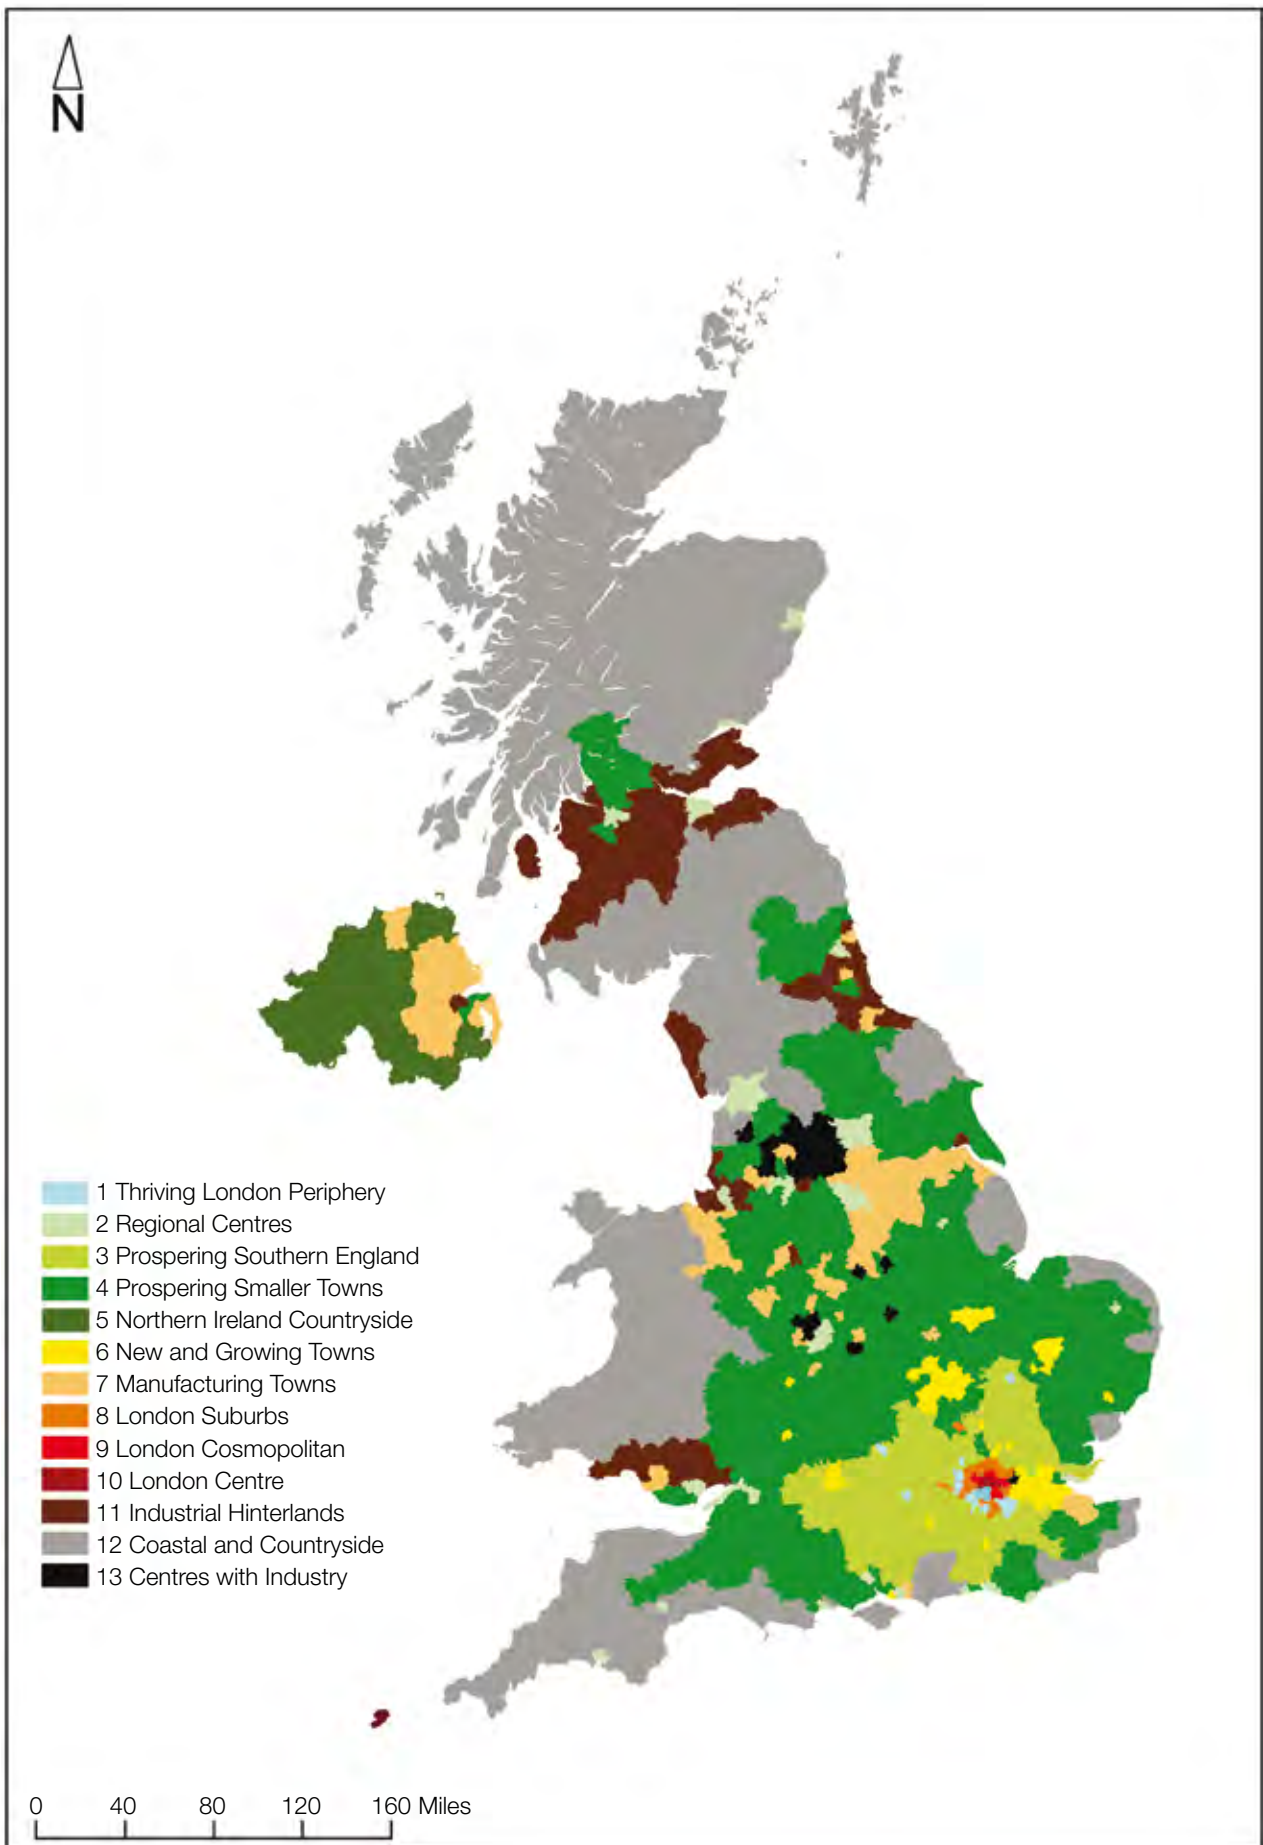 N
1 Thriving London Periphery
2 Regional Centres
3 Prospering Southern England
4 Prospering Smaller Towns
5 Northern Ireland Countryside
6 New and Growing Towns
7 Manufacturing Towns
8 London Suburbs
9 London Cosmopolitan
10 London Centre
11 Industrial Hinterlands
12 Coastal and Countryside
13 Centres with Industry
0 40 80 120 160 Miles